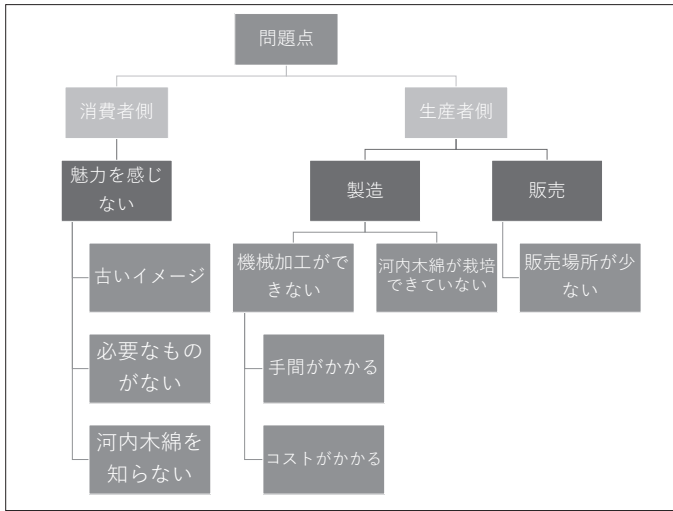 問題点
消費者側
生産者側
魅力を感じ
ない
製造
販売
古いイメージ
機械加工がで
きない
河内木綿が栽培
できていない
販売場所が少
ない
必要なもの
がない
手間がかかる
河内木綿を
知らない
コストがかかる